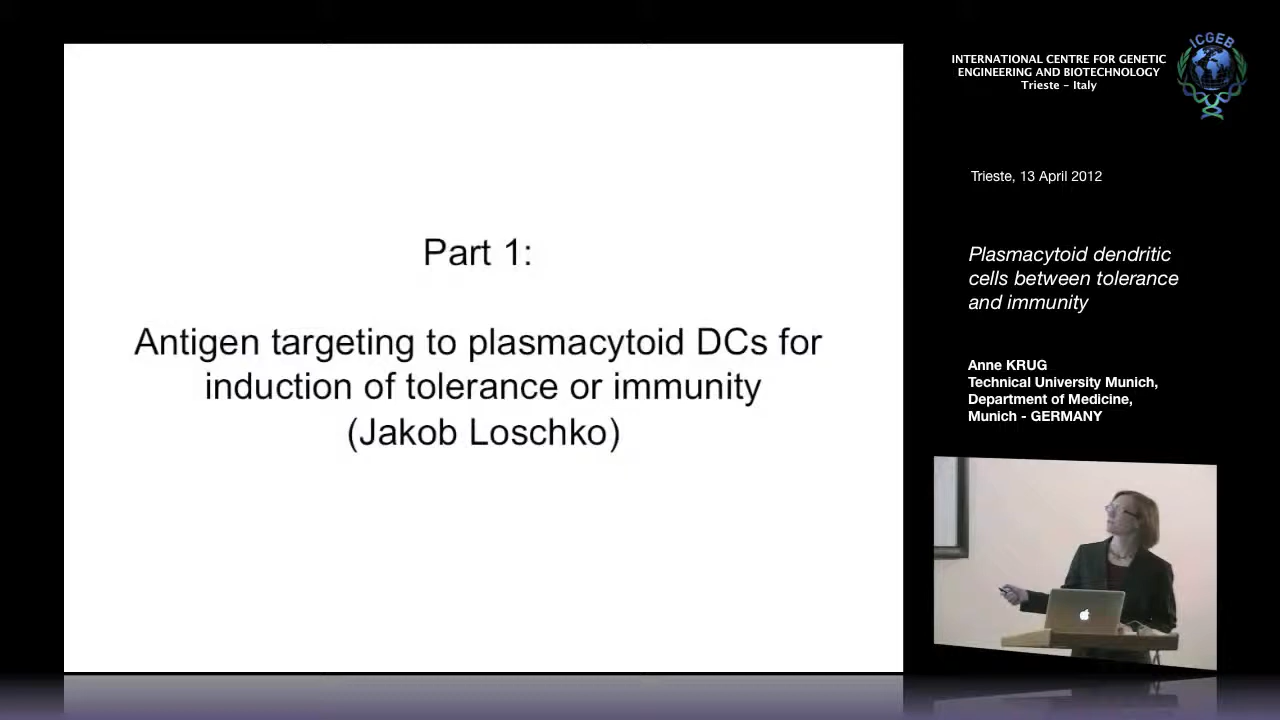 Part 1:
Antigen targeting to plasmacytoid DCs for
induction of tolerance or immunity
(Jakob Loschko)
INTERNATIONAL CENTRE FOR GENETIC
ENGINEERING AND BIOTECHNOLOGY
Trieste - Italy
ICGEB
Trieste, 13 April 2012
Plasmacytoid dendritic
cells between tolerance
and immunity
Anne KRUG
Technical University Munich,
Department of Medicine,
Munich - GERMANY